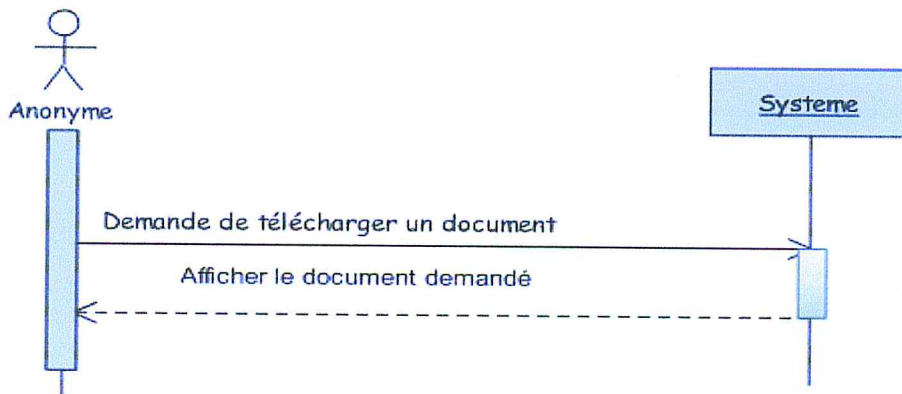 Anonyme
Systeme
Demande de télécharger un document
Afficher le document demandé